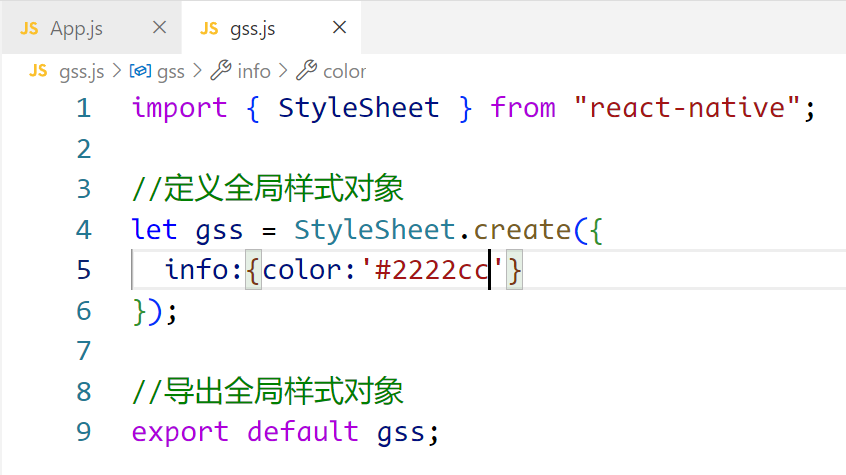 JS App.js × JS gss.js ×
JS gss.js > gss > info > color
1 import { StyleSheet } from "react-native";
2
3 //定义全局样式对象
4 let gss = StyleSheet.create({
5   info:{color:'#2222cc'}
6 });
7
8 //导出全局样式对象
9 export default gss;